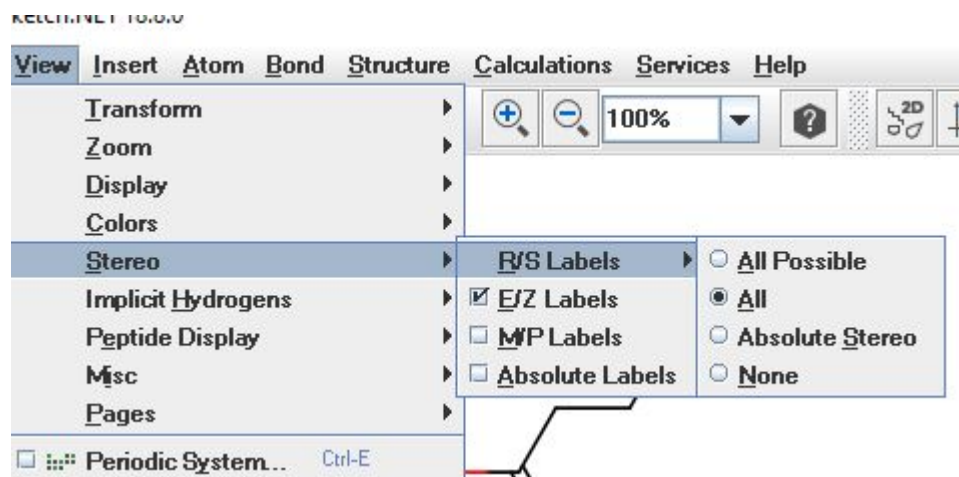 View Insert Atom Bond Structure Calculations Services Help
Transform
100%
2D
Zoom
Display
Colors
Stereo
R/S Labels
All Possible
Implicit Hydrogens
E/Z Labels
All
Peptide Display
M/P Labels
Absolute Stereo
Misc
Absolute Labels
None
Pages
Periodic System... Ctrl-E